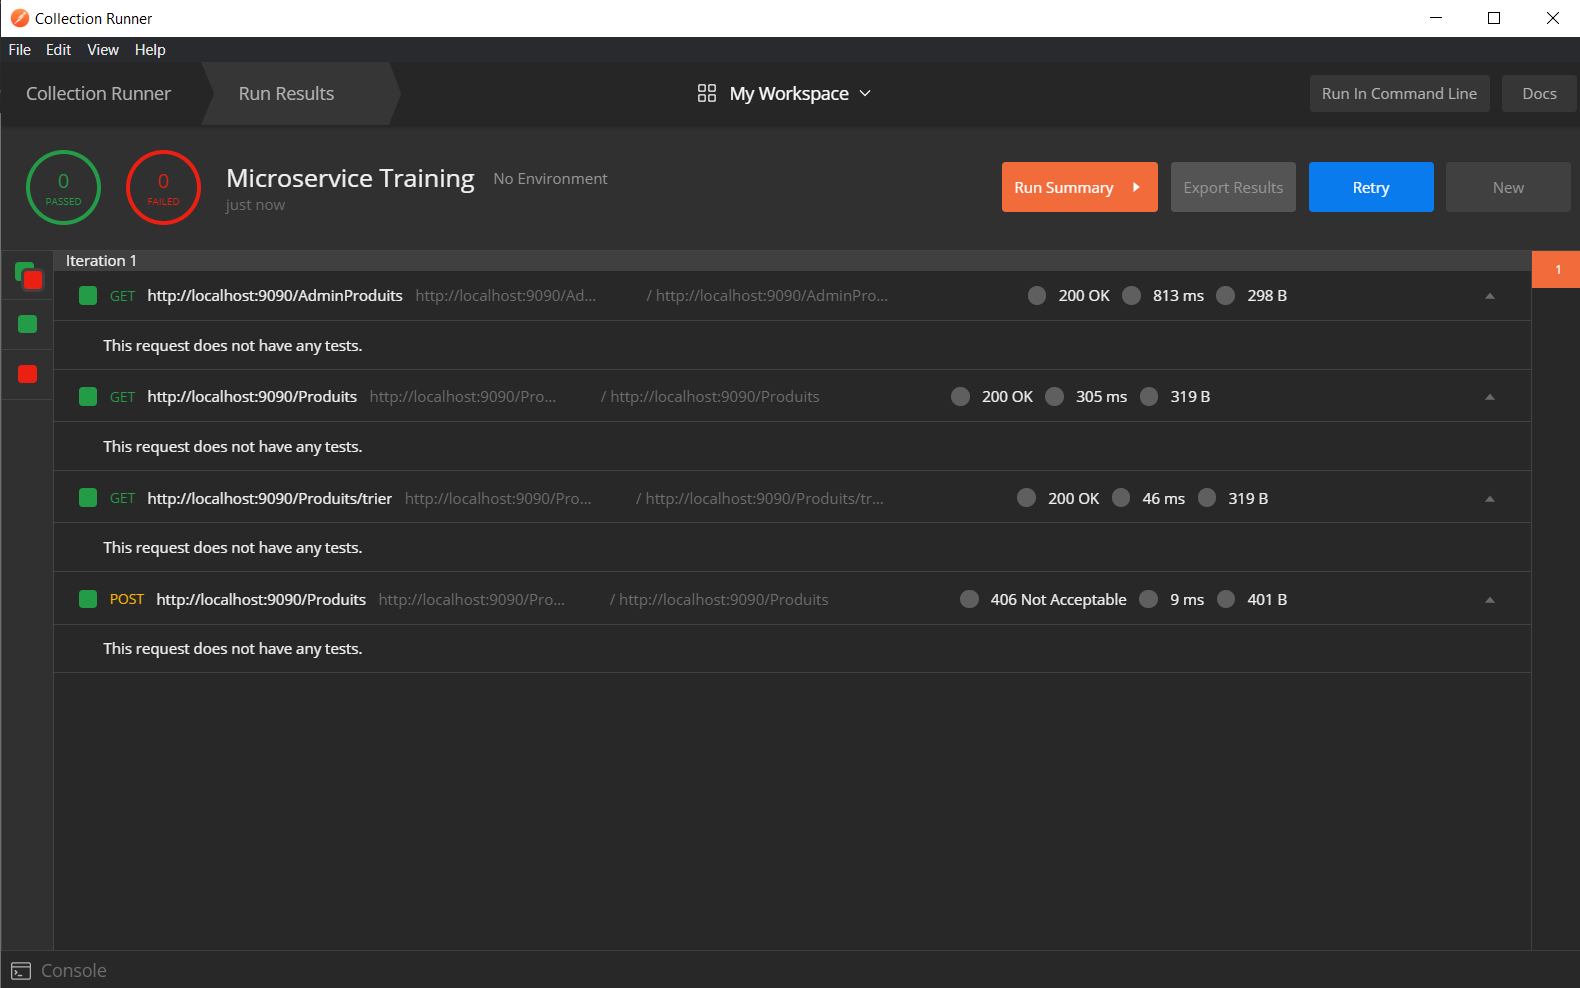 Collection Runner
File Edit View Help
Collection Runner Run Results My Workspace Run In Command Line Docs
0 PASSED
0 FAILED
Microservice Training No Environment
just now
Run Summary Export Results Retry New
Iteration 1
1
GET http://localhost:9090/AdminProduits http://localhost:9090/Ad... / http://localhost:9090/AdminPro... 200 OK 813 ms 298 B
This request does not have any tests.
GET http://localhost:9090/Produits http://localhost:9090/Pro... / http://localhost:9090/Produits 200 OK 305 ms 319 B
This request does not have any tests.
GET http://localhost:9090/Produits/trier http://localhost:9090/Pro... / http://localhost:9090/Produits/tr... 200 OK 46 ms 319 B
This request does not have any tests.
POST http://localhost:9090/Produits http://localhost:9090/Pro... / http://localhost:9090/Produits 406 Not Acceptable 9 ms 401 B
This request does not have any tests.
Console